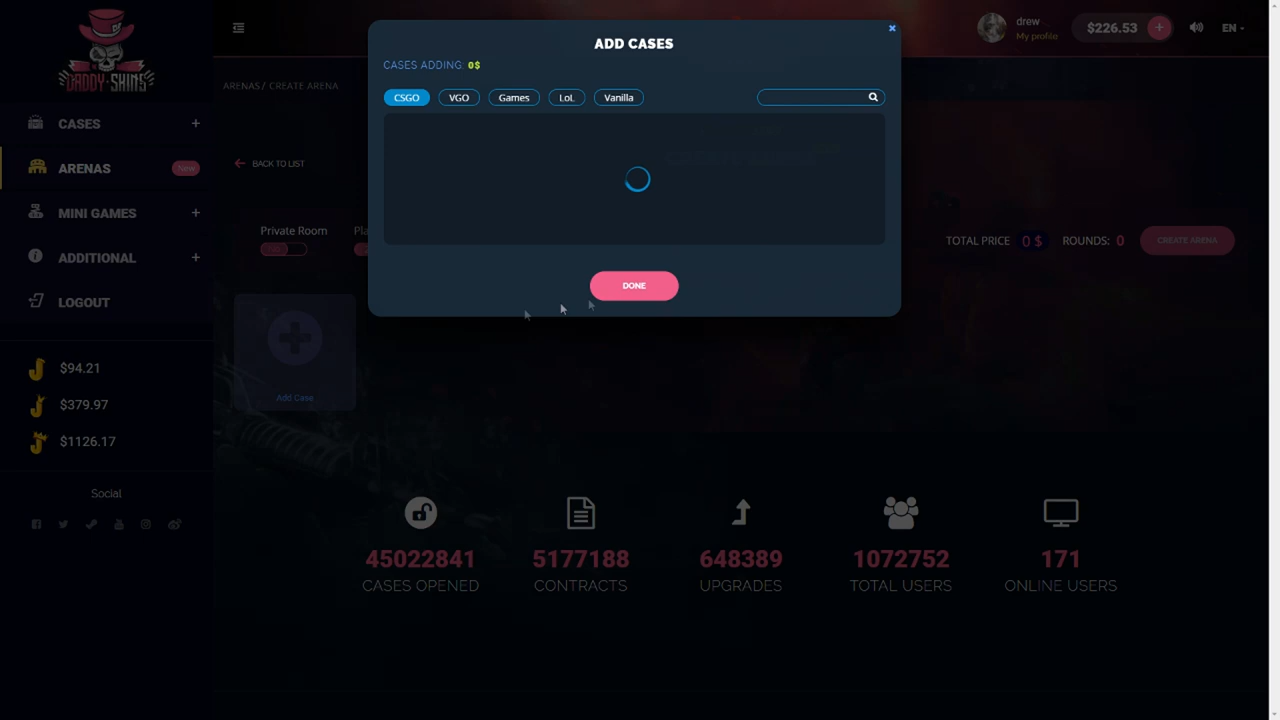 DADDY-SKINS
CASES
ARENAS
New
MINI GAMES
ADDITIONAL
LOGOUT
$94.21
$379.97
$1126.17
Social
drew
My profile
$226.53
EN
ARENAS / CREATE ARENA
BACK TO LIST
Private Room
Pla
NO
TOTAL PRICE 0 $
ROUNDS: 0
CREATE ARENA
Add Case
ADD CASES
CASES ADDING 0$
CSGO
VGO
Games
LoL
Vanilla
DONE
45022841
CASES OPENED
5177188
CONTRACTS
648389
UPGRADES
1072752
TOTAL USERS
171
ONLINE USERS